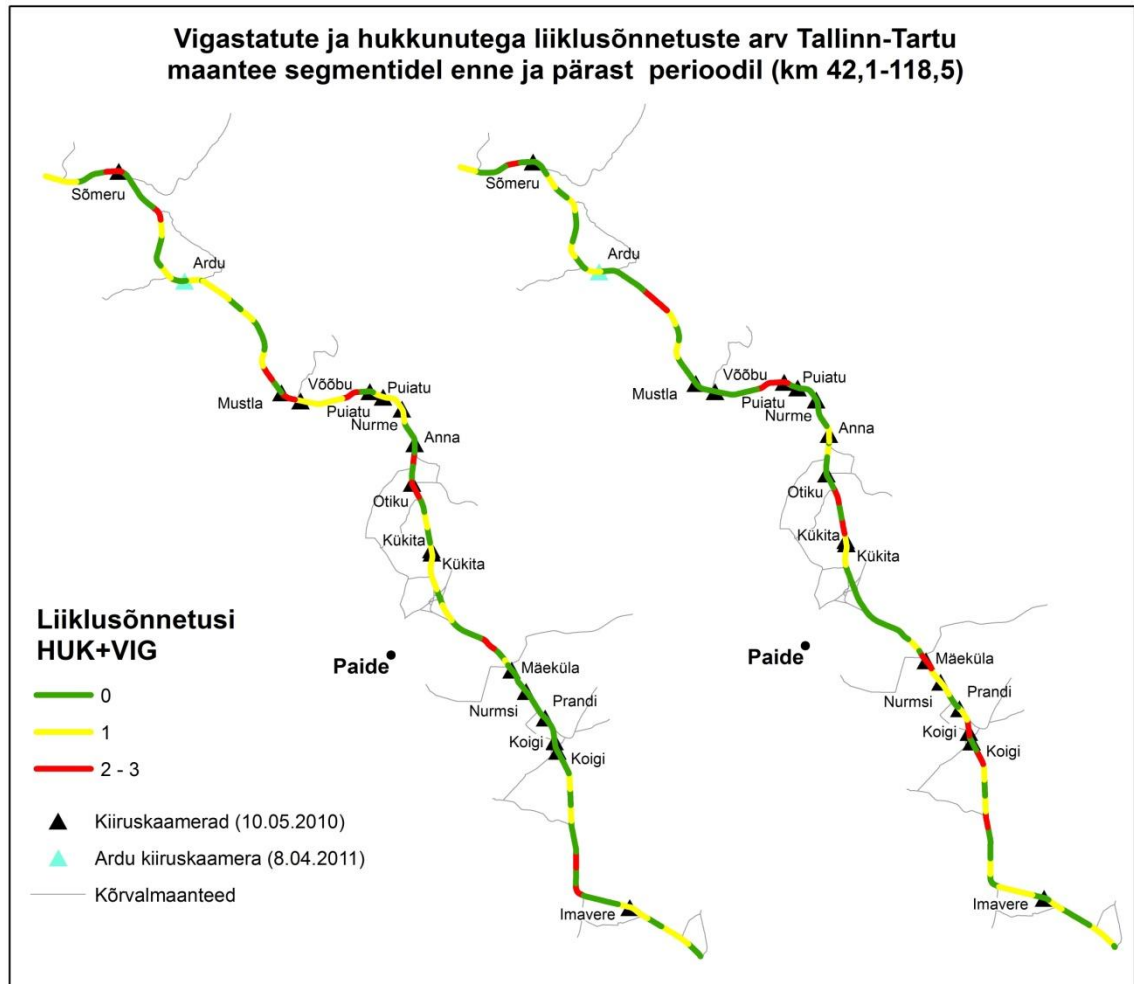 Vigastatute ja hukkunutega liiklusõnnetuste arv Tallinn-Tartu
maantee segmentidel enne ja pärast perioodil (km 42,1-118,5)
Sõmeru
Ardu
Mustla
Võõbu
Puiatu
Puiatu
Nurme
Anna
Otiku
Kükita
Kükita
Paide
Mäeküla
Nurmsi
Prandi
Koigi
Koigi
Imavere
Sõmeru
Ardu
Mustla
Võõbu
Puiatu
Puiatu
Nurme
Anna
Otiku
Kükita
Kükita
Paide
Mäeküla
Nurmsi
Prandi
Koigi
Koigi
Imavere
Liiklusõnnetusi
HUK+VIG
0
1
2 - 3
Kiiruskaamerad (10.05.2010)
Ardu kiiruskaamera (8.04.2011)
Kõrvalmaanteed